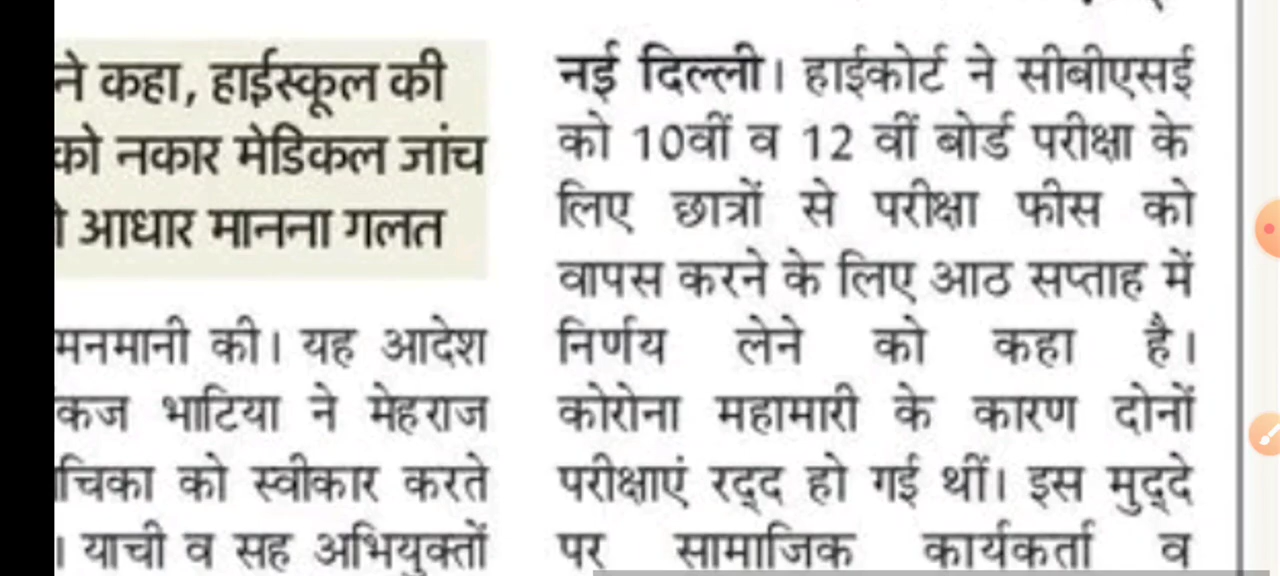 ने कहा, हाईस्कूल की
को नकार मेडिकल जांच
आधार मानना गलत
मनमानी की। यह आदेश
कज भाटिया ने मेहराज
चिका को स्वीकार करते
। याची व सह अभियुक्तों
नई दिल्ली। हाईकोर्ट ने सीबीएसई
को 10वीं व 12 वीं बोर्ड परीक्षा के
लिए छात्रों से परीक्षा फीस को
वापस करने के लिए आठ सप्ताह में
निर्णय लेने को कहा है।
कोरोना महामारी के कारण दोनों
परीक्षाएं रद्द हो गई थीं। इस मुद्दे
पर सामाजिक कार्यकर्ता व